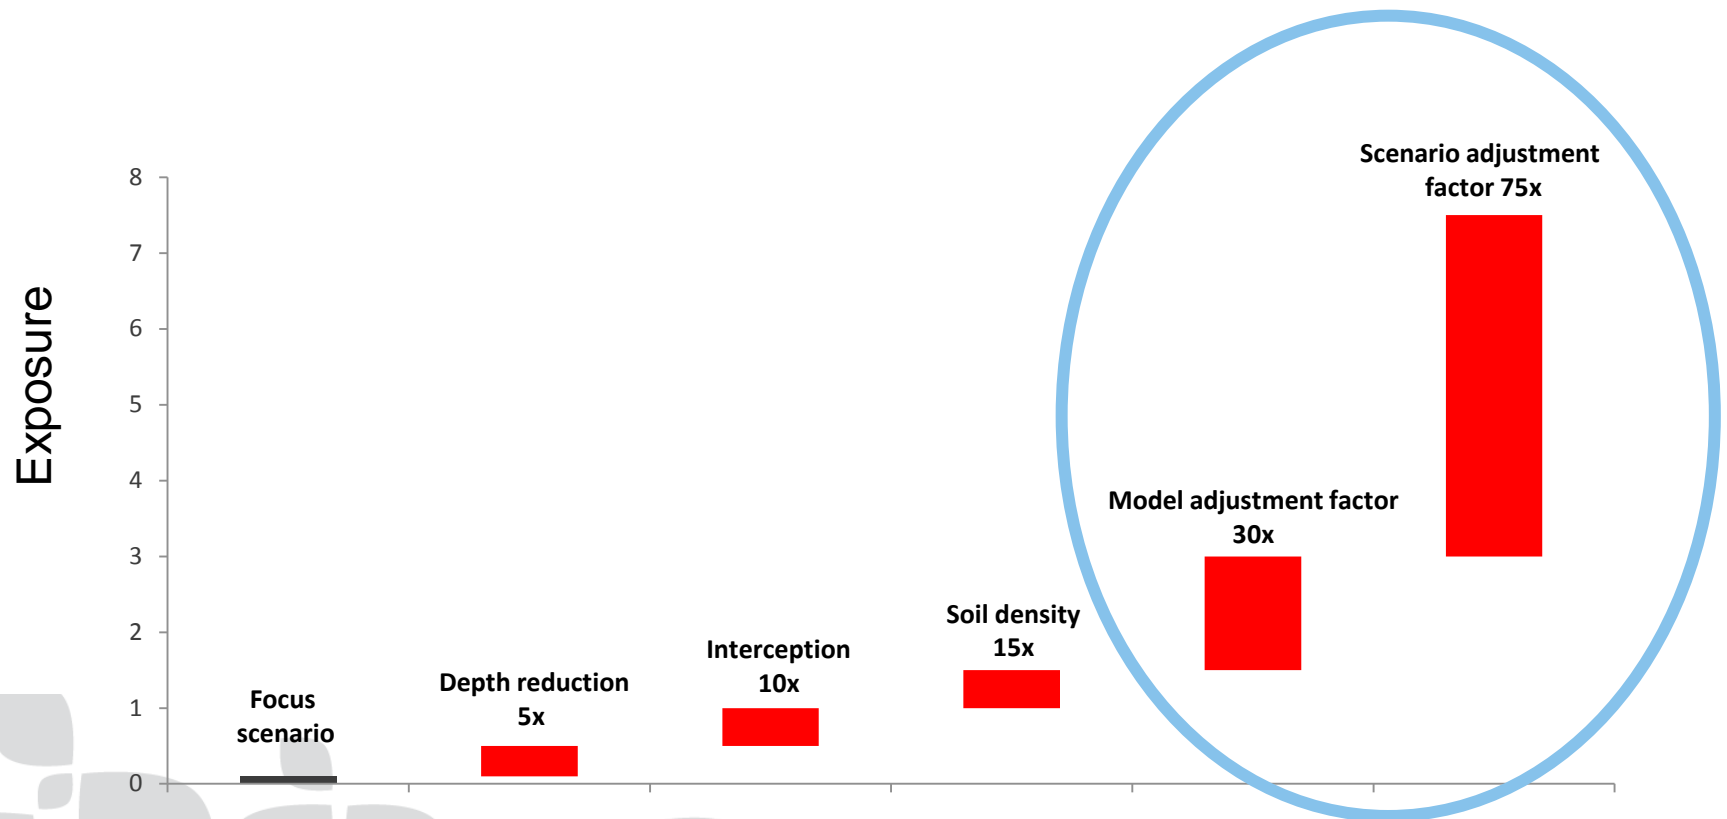 Exposure
8
7
6
5
4
3
2
1
0
Focus
scenario
Depth reduction
5x
Interception
10x
Soil density
15x
Model adjustment factor
30x
Scenario adjustment
factor 75x